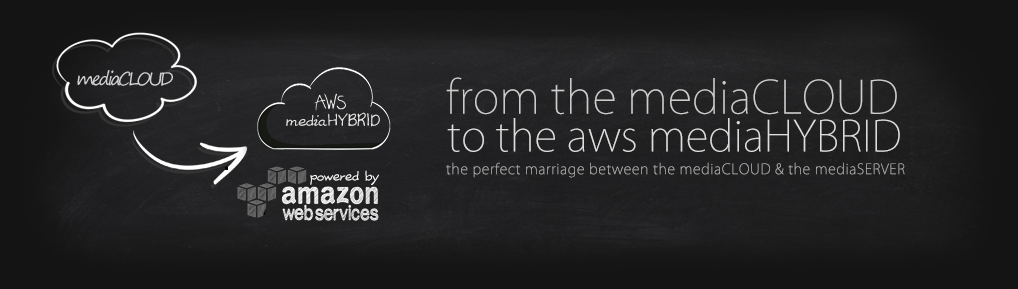 mediaCLOUD
AWS
mediaHYBRID
powered by
amazon
web services
from the mediaCLOUD
to the aws mediaHYBRID
the perfect marriage between the mediaCLOUD & the mediaSERVER